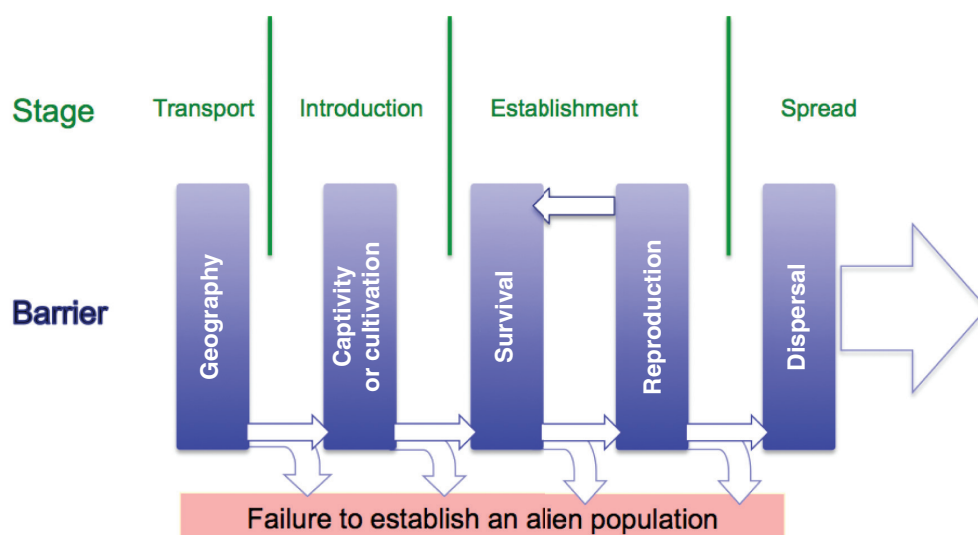 Stage
Transport
Introduction
Establishment
Spread
Barrier
Geography
Captivity
or cultivation
Survival
Reproduction
Dispersal
Failure to establish an alien population